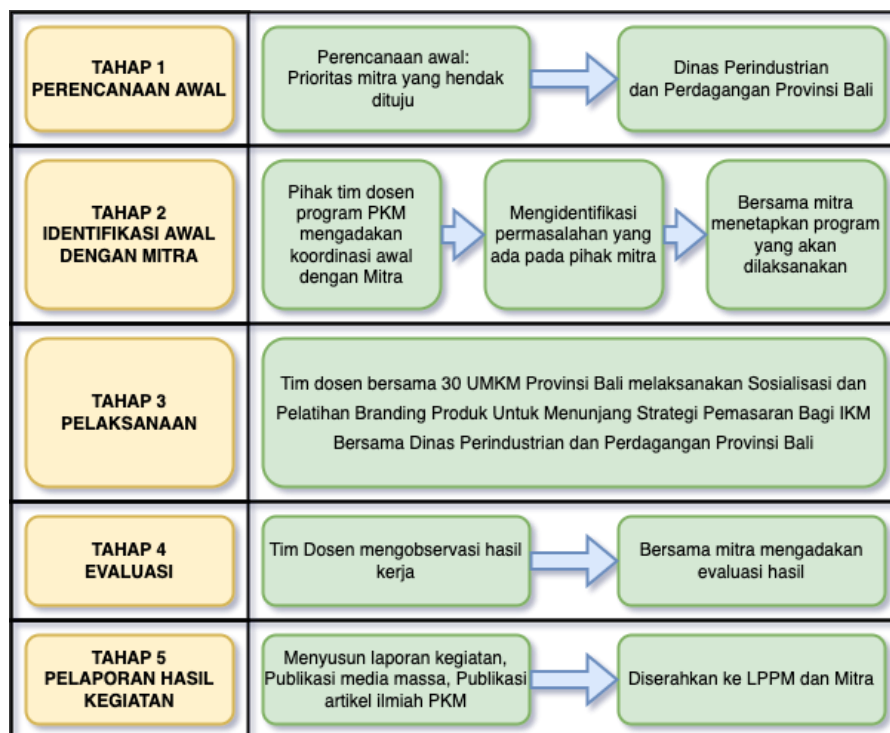 TAHAP 1
PERENCANAAN AWAL
Perencanaan awal:
Prioritas mitra yang hendak
dituju
Dinas Perindustrian
dan Perdagangan Provinsi Bali
TAHAP 2
IDENTIFIKASI AWAL
DENGAN MITRA
Pihak tim dosen
program PKM
mengadakan
koordinasi awal
dengan Mitra
Mengidentifikasi
permasalahan yang
ada pada pihak mitra
Bersama mitra
menetapkan program
yang akan
dilaksanakan
TAHAP 3
PELAKSANAAN
Tim dosen bersama 30 UMKM Provinsi Bali melaksanakan Sosialisasi dan
Pelatihan Branding Produk Untuk Menunjang Strategi Pemasaran Bagi IKM
Bersama Dinas Perindustrian dan Perdagangan Provinsi Bali
TAHAP 4
EVALUASI
Tim Dosen mengobservasi hasil
kerja
Bersama mitra mengadakan
evaluasi hasil
TAHAP 5
PELAPORAN HASIL
KEGIATAN
Menyusun laporan kegiatan,
Publikasi media massa, Publikasi
artikel ilmiah PKM
Diserahkan ke LPPM dan Mitra